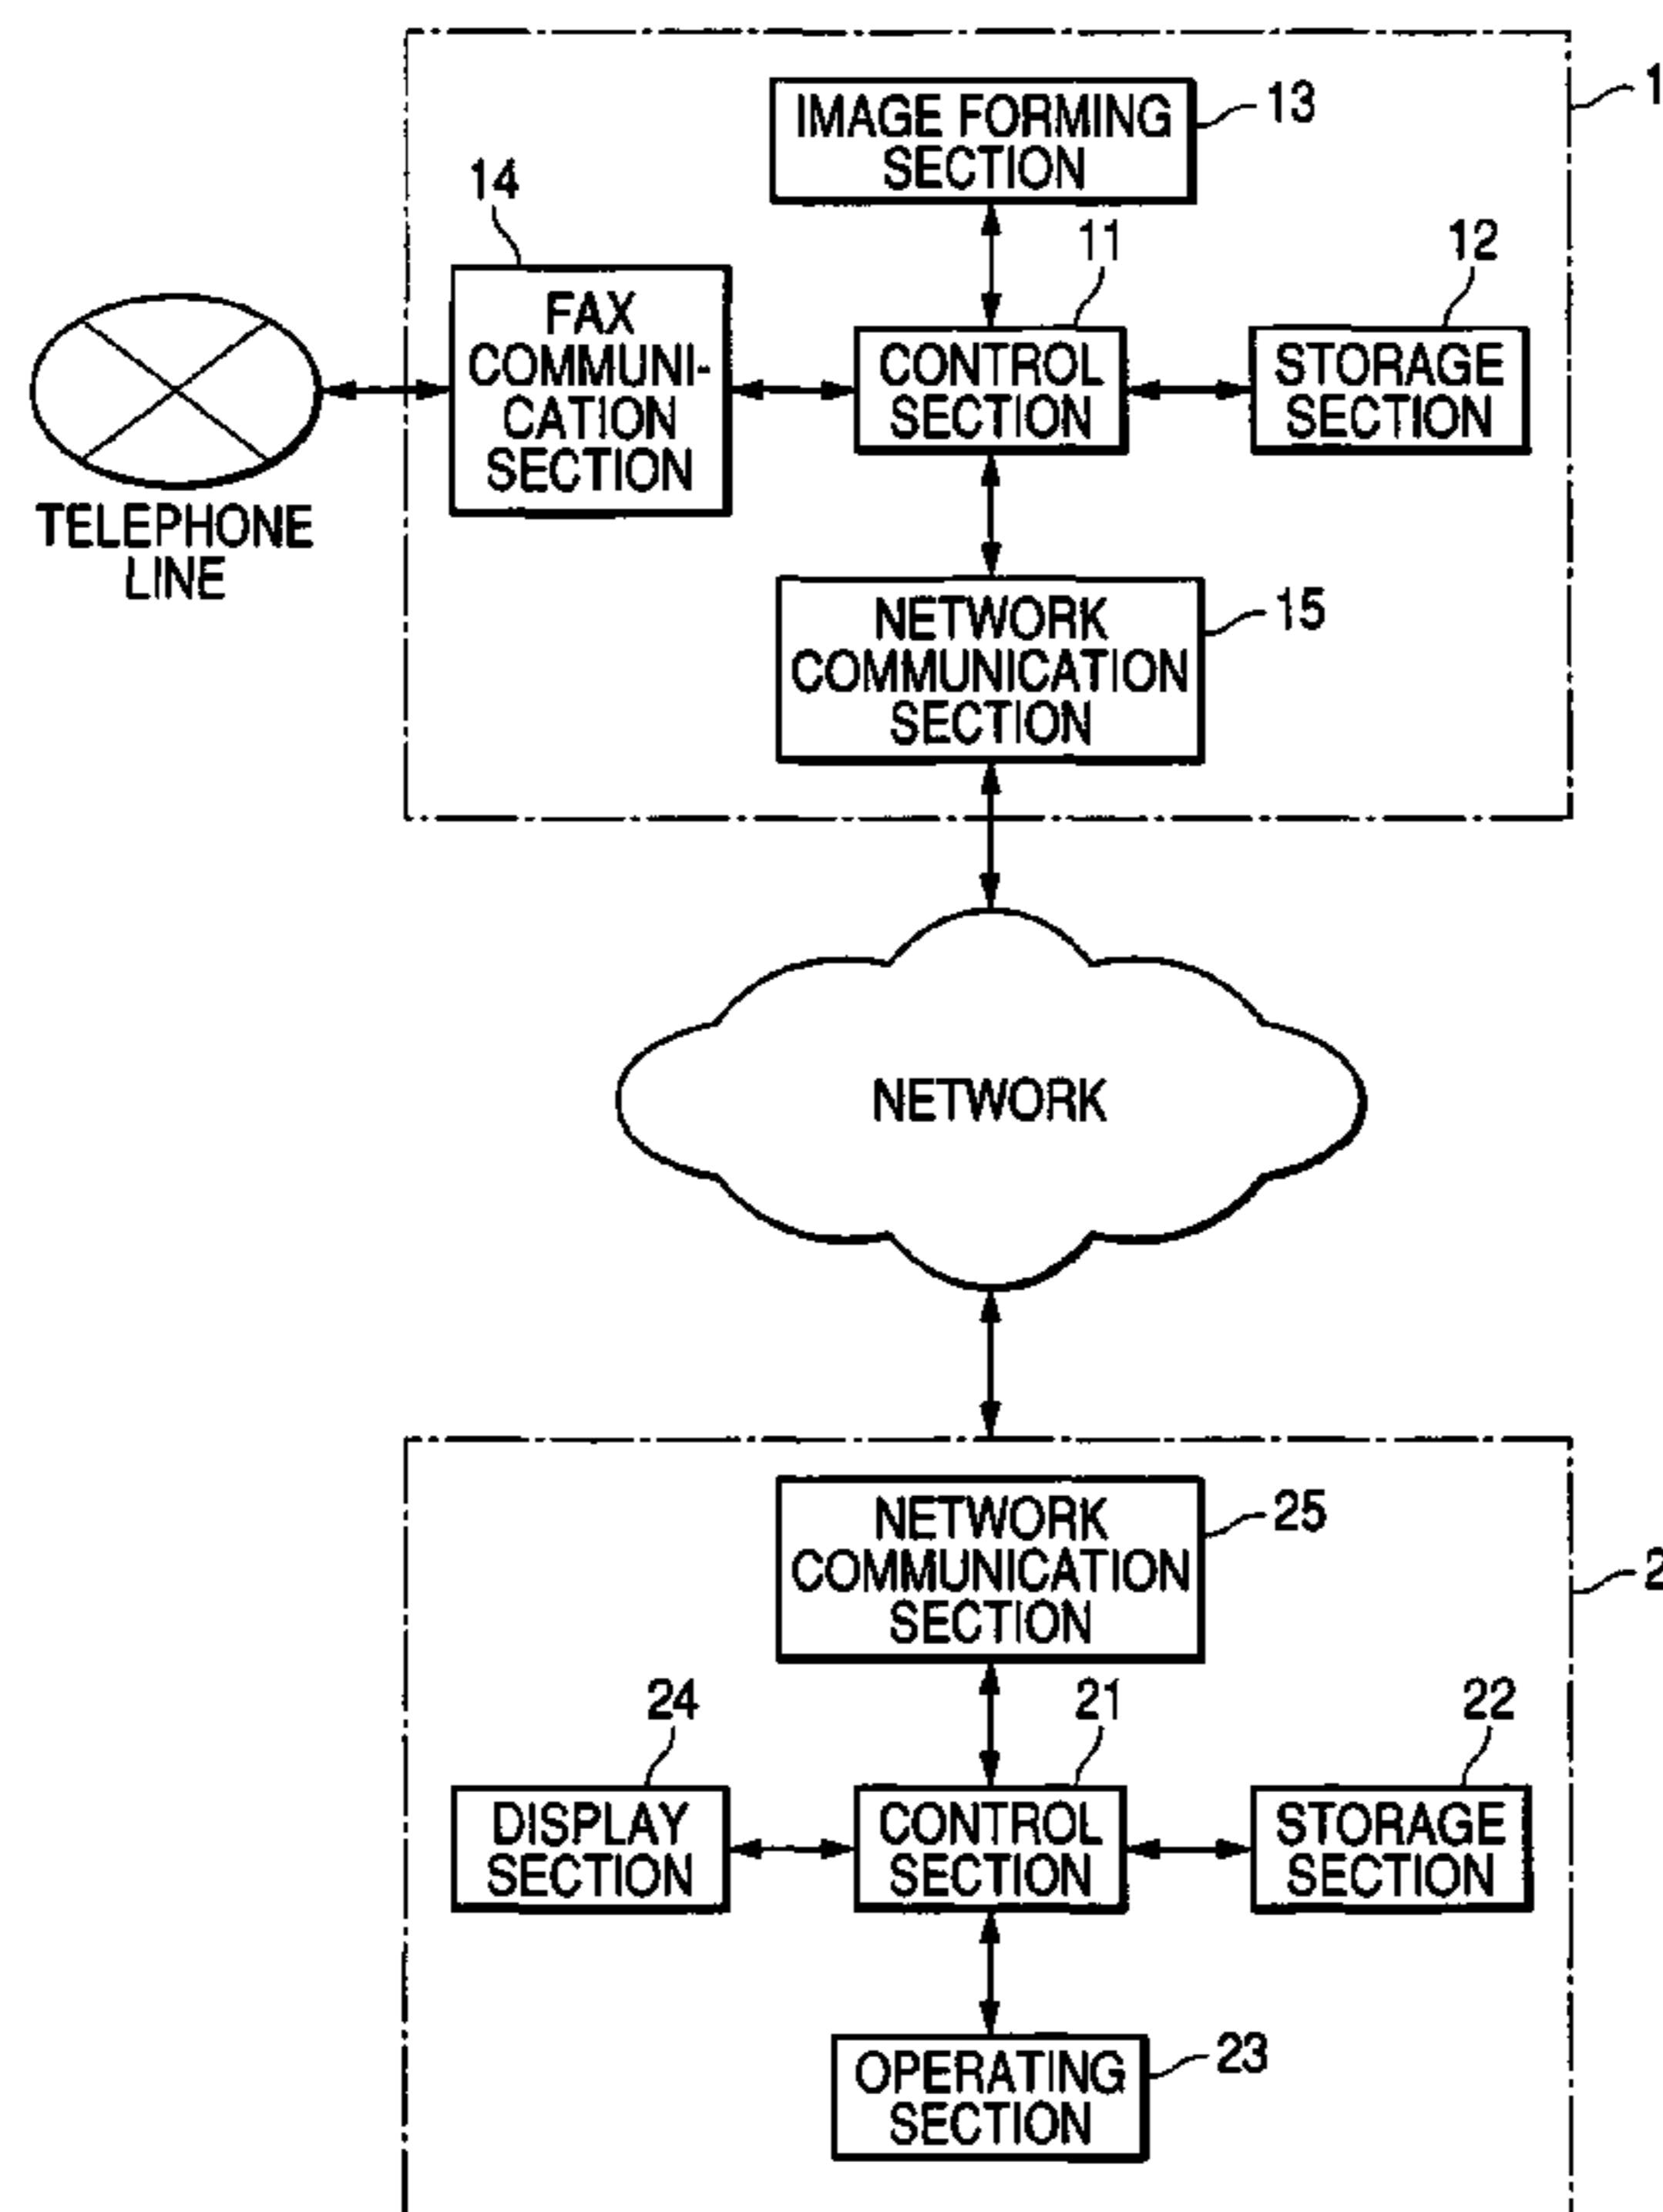 1
IMAGE FORMING
SECTION
13
14
11
12
FAX
COMMUNI-
CATION
SECTION
CONTROL
SECTION
STORAGE
SECTION
TELEPHONE
LINE
NETWORK
COMMUNICATION
SECTION
15
NETWORK
NETWORK
COMMUNICATION
SECTION
25
2
24
21
22
DISPLAY
SECTION
CONTROL
SECTION
STORAGE
SECTION
OPERATING
SECTION
23